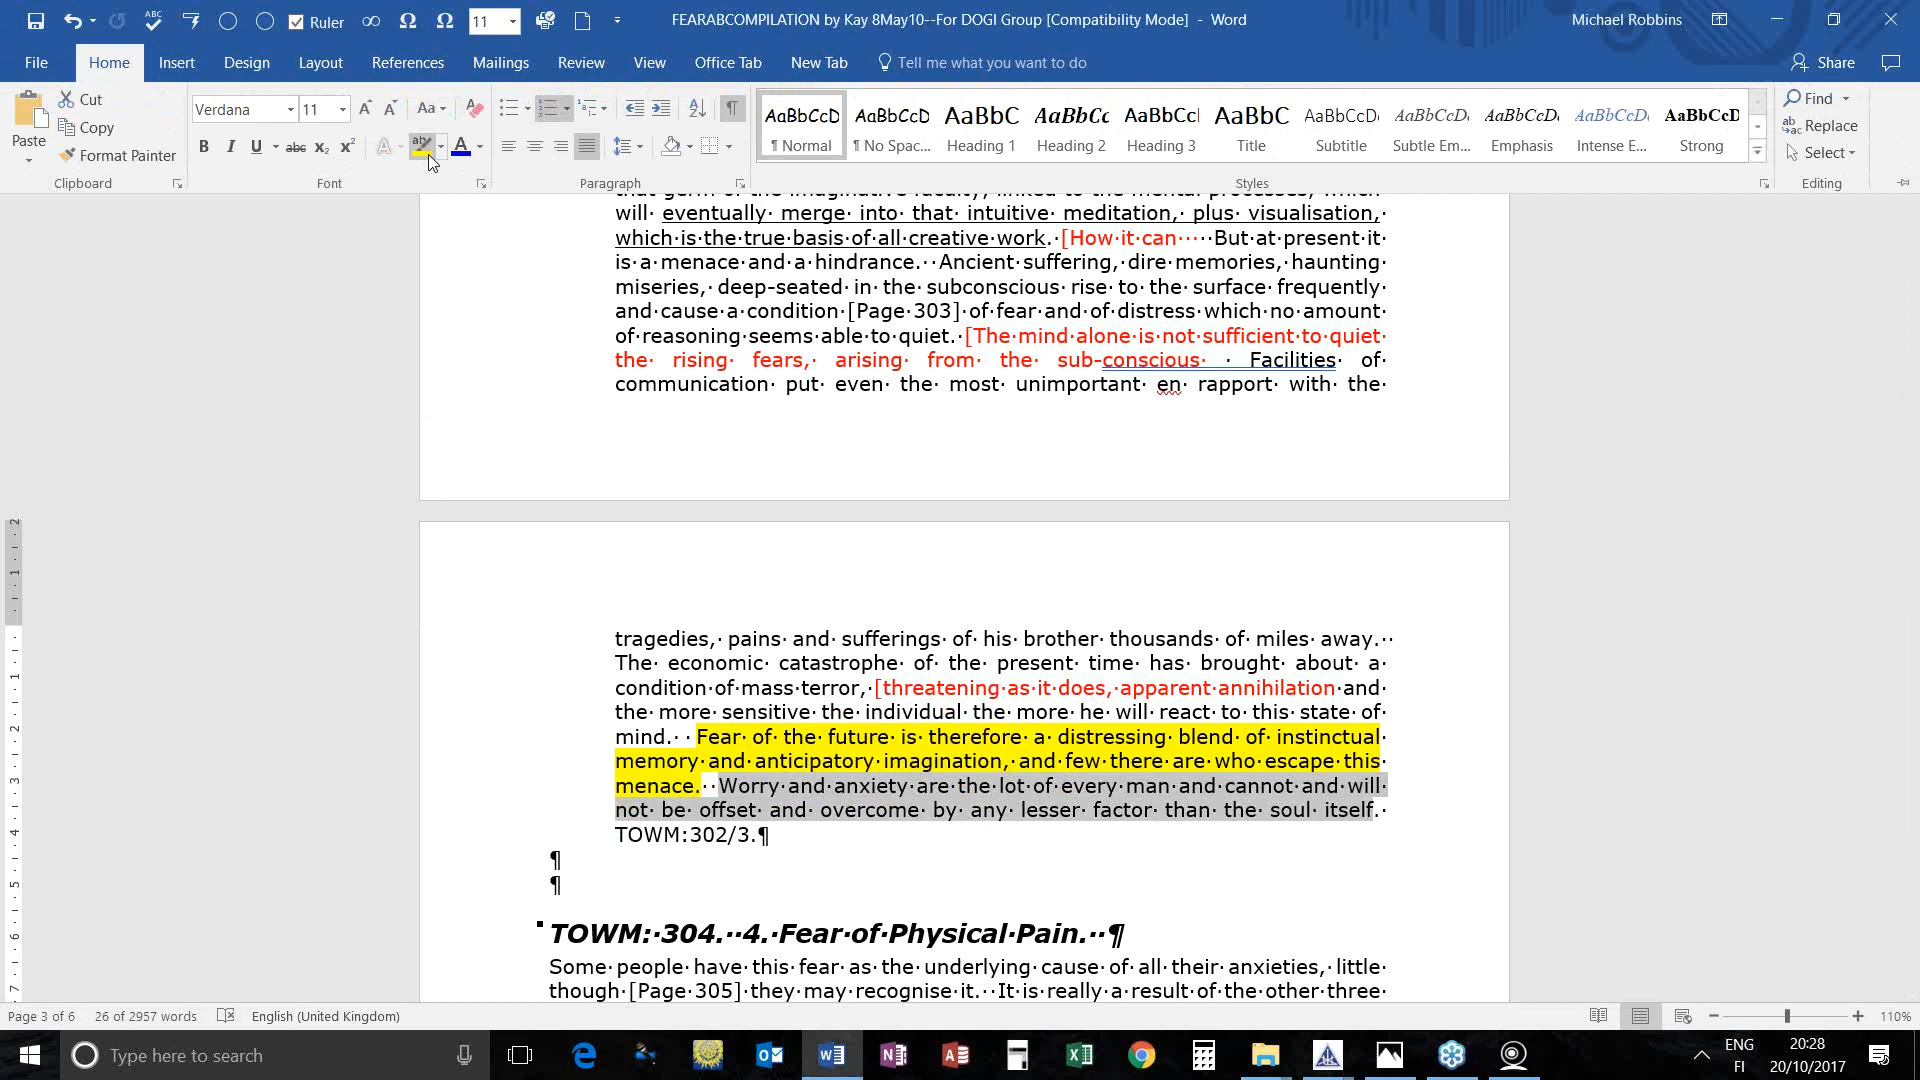 Ruler
11
FEARABCOMPILATION by Kay 8May10--For DOGI Group [Compatibility Mode] - Word
Michael Robbins
File
Home
Insert
Design
Layout
References
Mailings
Review
View
Office Tab
New Tab
Tell me what you want to do
Share
Paste
Cut
Copy
Format Painter
Clipboard
Verdana
11
Font
Paragraph
AaBbCcD AaBbCcD AaBbC AaBbCc AaBbCcI AaBbC AaBbCcD AaBbCcD AaBbCcD AaBbCcD AaBbCcD
¶ Normal ¶ No Spac... Heading 1 Heading 2 Heading 3 Title Subtitle Subtle Em... Emphasis Intense E... Strong
Styles
Find
Replace
Select
Editing
that germ of the imaginative faculty, linked to the mental processes, which
will eventually merge into that intuitive meditation, plus visualisation,
which is the true basis of all creative work. [How it can ... But at present it
is a menace and a hindrance. Ancient suffering, dire memories, haunting
miseries, deep-seated in the subconscious rise to the surface frequently
and cause a condition [Page 303] of fear and of distress which no amount
of reasoning seems able to quiet. [The mind alone is not sufficient to quiet
the rising fears, arising from the sub-conscious Facilities of
communication put even the most unimportant en rapport with the
tragedies, pains and sufferings of his brother thousands of miles away.
The economic catastrophe of the present time has brought about a
condition of mass terror, [threatening as it does, apparent annihilation and
the more sensitive the individual the more he will react to this state of
mind. Fear of the future is therefore a distressing blend of instinctual
memory and anticipatory imagination, and few there are who escape this
menace. Worry and anxiety are the lot of every man and cannot and will
not be offset and overcome by any lesser factor than the soul itself.
TOWM:302/3.¶
¶
¶
TOWM: 304. 4. Fear of Physical Pain. ¶
Some people have this fear as the underlying cause of all their anxieties, little
though [Page 305] they may recognise it. It is really a result of the other three
Page 3 of 6
26 of 2957 words
English (United Kingdom)
110%
Type here to search
ENG
FI
20:28
20/10/2017